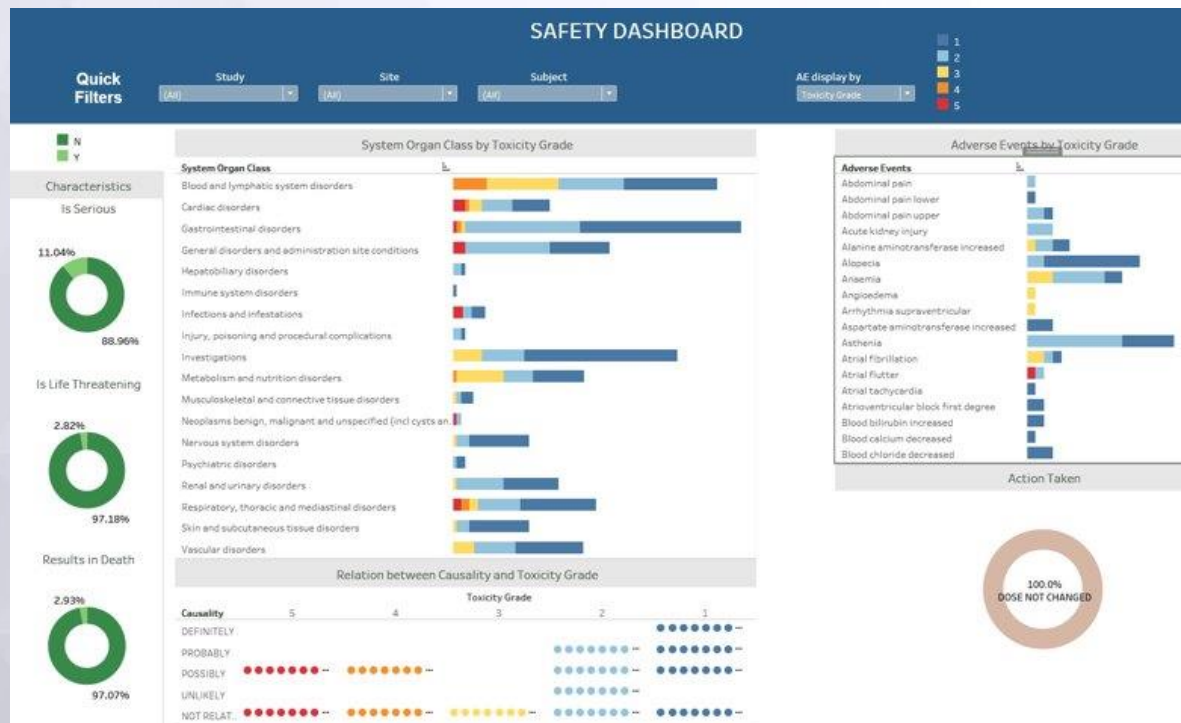 SAFETY DASHBOARD
Quick
Filters
Study
(All)
Site
(All)
Subject
(All)
AE display by
Toxicity Grade
1
2
3
4
5
N
Y
Characteristics
Is Serious
11.04%
88.96%
Is Life Threatening
2.82%
97.18%
Results in Death
2.93%
97.07%
System Organ Class by Toxicity Grade
System Organ Class
Blood and lymphatic system disorders
Cardiac disorders
Gastrointestinal disorders
General disorders and administration site conditions
Hepatobiliary disorders
Immune system disorders
Infections and infestations
Injury, poisoning and procedural complications
Investigations
Metabolism and nutrition disorders
Musculoskeletal and connective tissue disorders
Neoplasms benign, malignant and unspecified (incl cysts an..
Nervous system disorders
Psychiatric disorders
Renal and urinary disorders
Respiratory, thoracic and mediastinal disorders
Skin and subcutaneous tissue disorders
Vascular disorders
Relation between Causality and Toxicity Grade
Toxicity Grade
Causality 5 4 3 2 1
DEFINITELY
PROBABLY
POSSIBLY
UNLIKELY
NOT RELAT..
Adverse Events by Toxicity Grade
Adverse Events
Abdominal pain
Abdominal pain lower
Abdominal pain upper
Acute kidney injury
Alanine aminotransferase increased
Alopecia
Anaemia
Angioedema
Arrhythmia supraventricular
Aspartate aminotransferase increased
Asthenia
Atrial fibrillation
Atrial flutter
Atrial tachycardia
Atrioventricular block first degree
Blood bilirubin increased
Blood calcium decreased
Blood chloride decreased
Action Taken
100.0%
DOSE NOT CHANGED